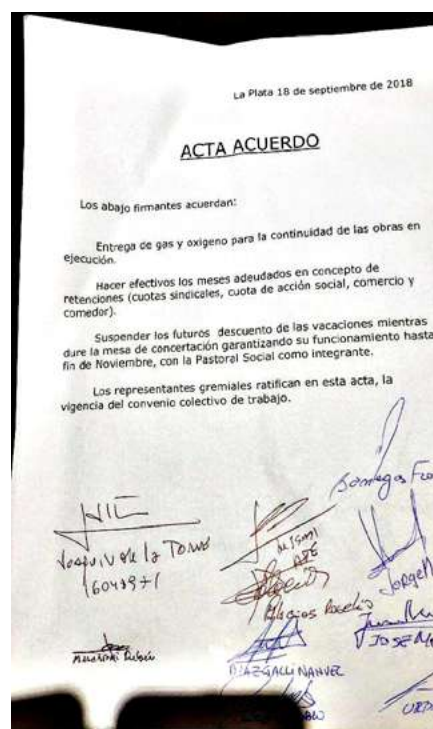 La Plata 18 de septiembre de 2018
ACTA ACUERDO
Los abajo firmantes acuerdan:
Entrega de gas y oxigeno para la continuidad de las obras en
ejecución.
Hacer efectivos los meses adeudados en concepto de
retenciones (cuotas sindicales, cuota de acción social, comercio y
comedor).
Suspender los futuros descuento de las vacaciones mientras
dure la mesa de concertación garantizando su funcionamiento hasta
fin de Noviembre, con la Pastoral Social como integrante.
Los representantes gremiales ratifican en esta acta, la
vigencia del convenio colectivo de trabajo.
de la Torre
ATE
Jorge
JOSE
DIAZ GALLI MANUEL